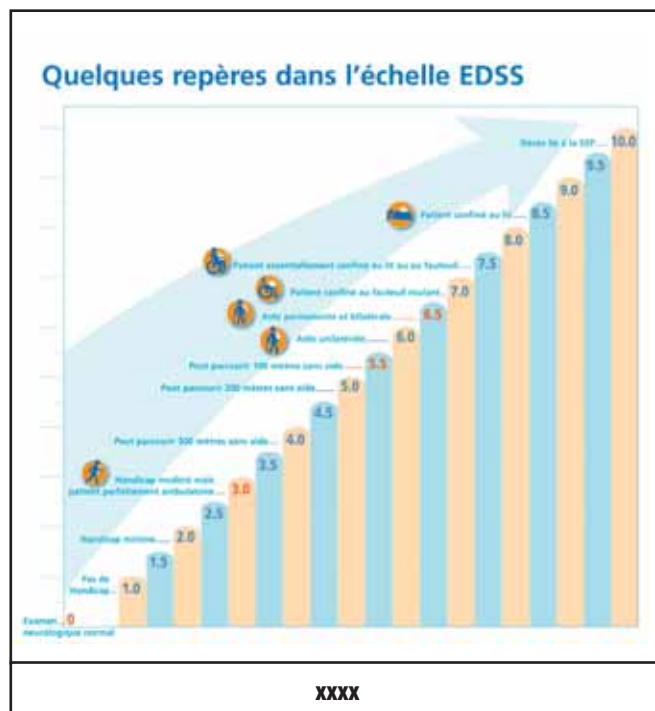 Quelques repères dans l'échelle EDSS
Décès lié à la SEP..... 10.0
9.5
9.0
Patient confiné au lit..... 8.5
8.0
Patient essentiellement confiné au lit ou au fauteuil..... 7.5
Patient confiné au fauteuil roulant.. 7.0
Aide permanente et bilatérale....... 6.5
Aide unilatérale....... 6.0
Peut parcourir 100 mètres sans aide..... 5.5
Peut parcourir 200 mètres sans aide...... 5.0
4.5
Peut parcourir 500 mètres sans aide... 4.0
3.5
Handicap modéré mais
patient parfaitement ambulatoire.... 3.0
2.5
Handicap minime..... 2.0
1.5
Pas de
Handicap.. 1.0
Examen.. 0
neurologique normal
xxxx